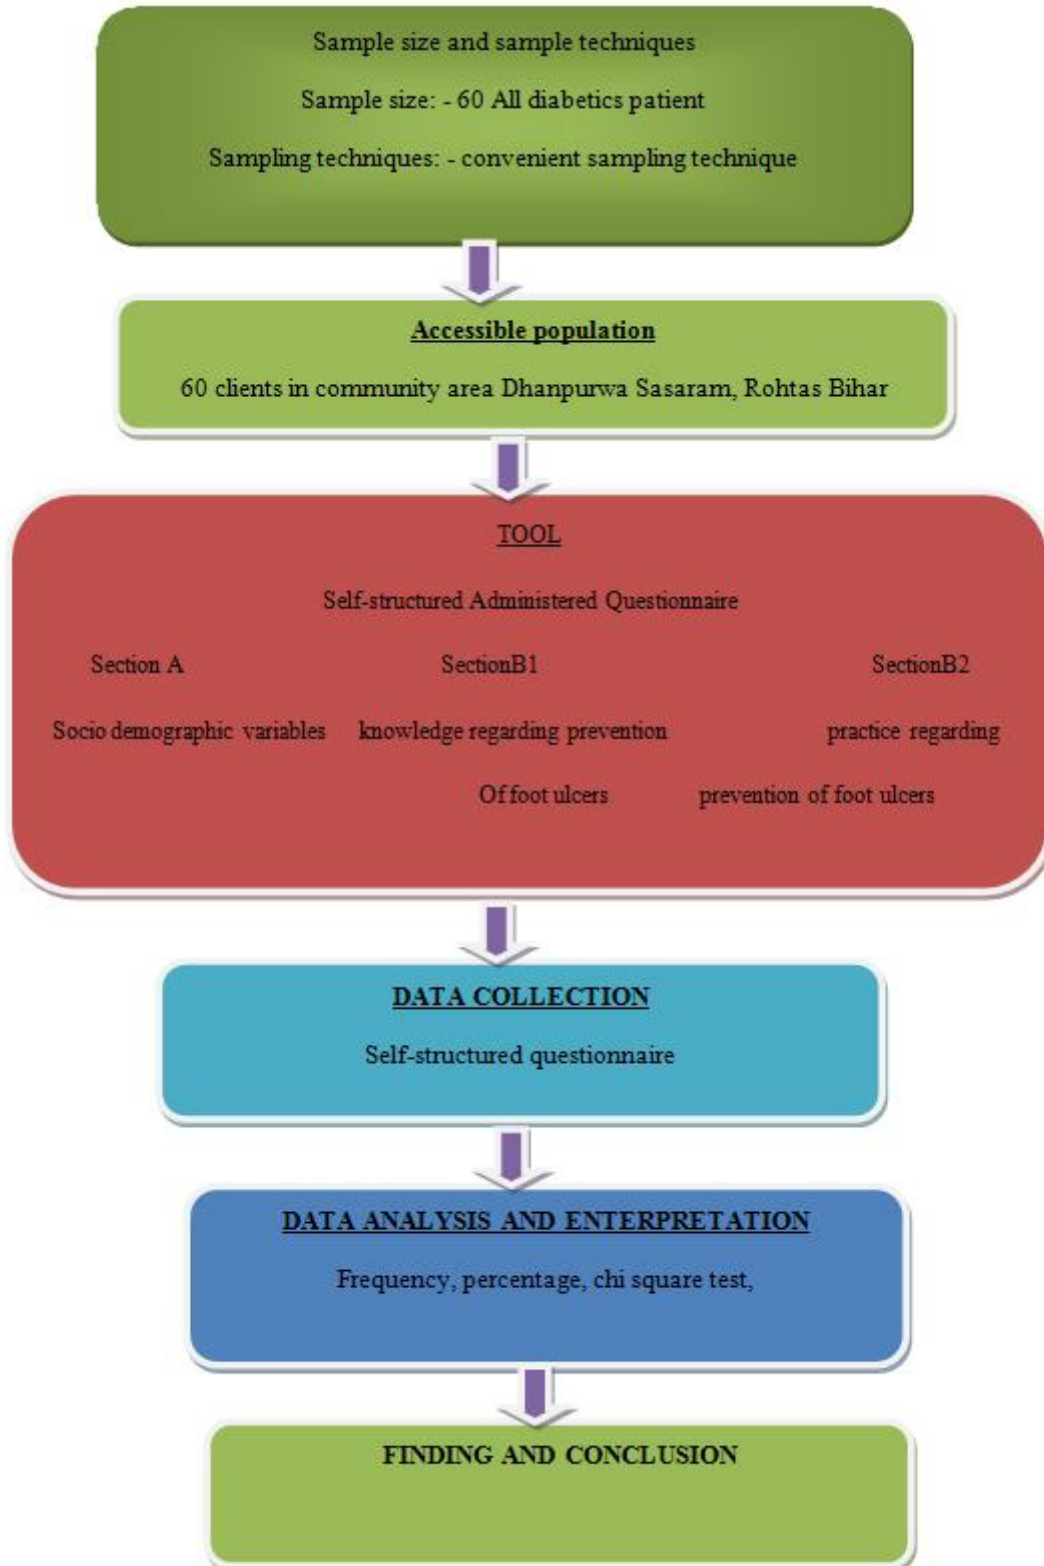 Sample size and sample techniques
Sample size: - 60 All diabetics patient
Sampling techniques: - convenient sampling technique
Accessible population
60 clients in community area Dhanpurwa Sasaram, Rohtas Bihar
TOOL
Self-structured Administered Questionnaire
Section A SectionB1 SectionB2
Socio demographic variables knowledge regarding prevention practice regarding
Of foot ulcers prevention of foot ulcers
DATA COLLECTION
Self-structured questionnaire
DATA ANALYSIS AND ENTERPRETATION
Frequency, percentage, chi square test,
FINDING AND CONCLUSION